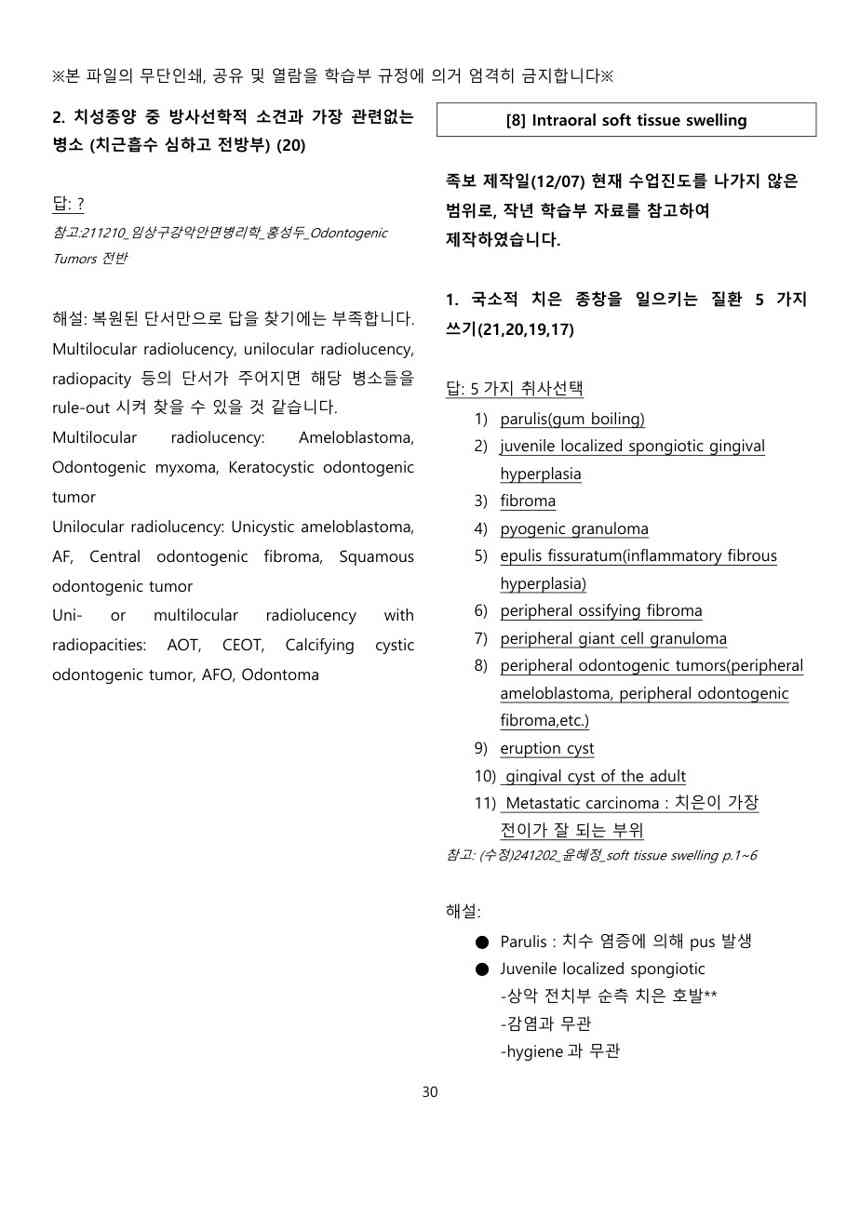 ※본 파일의 무단인쇄, 공유 및 열람을 학습부 규정에 의거 엄격히 금지합니다※
2. 치성종양 중 방사선학적 소견과 가장 관련없는
병소 (치근흡수 심하고 전방부) (20)
답: ?
참고:211210_임상구강악안면병리학_홍성두_Odontogenic
Tumors 전반
해설: 복원된 단서만으로 답을 찾기에는 부족합니다.
Multilocular radiolucency, unilocular radiolucency,
radiopacity 등의 단서가 주어지면 해당 병소들을
rule-out 시켜 찾을 수 있을 것 같습니다.
Multilocular radiolucency: Ameloblastoma,
Odontogenic myxoma, Keratocystic odontogenic
tumor
Unilocular radiolucency: Unicystic ameloblastoma,
AF, Central odontogenic fibroma, Squamous
odontogenic tumor
Uni- or multilocular radiolucency with
radiopacities: AOT, CEOT, Calcifying cystic
odontogenic tumor, AFO, Odontoma
[8] Intraoral soft tissue swelling
족보 제작일(12/07) 현재 수업진도를 나가지 않은
범위로, 작년 학습부 자료를 참고하여
제작하였습니다.
1. 국소적 치은 종창을 일으키는 질환 5 가지
쓰기(21,20,19,17)
답: 5 가지 취사선택
1) parulis(gum boiling)
2) juvenile localized spongiotic gingival
hyperplasia
3) fibroma
4) pyogenic granuloma
5) epulis fissuratum(inflammatory fibrous
hyperplasia)
6) peripheral ossifying fibroma
7) peripheral giant cell granuloma
8) peripheral odontogenic tumors(peripheral
ameloblastoma, peripheral odontogenic
fibroma,etc.)
9) eruption cyst
10) gingival cyst of the adult
11) Metastatic carcinoma : 치은이 가장
전이가 잘 되는 부위
참고: (수정)241202_윤혜정_soft tissue swelling p.1~6
해설:
● Parulis : 치수 염증에 의해 pus 발생
● Juvenile localized spongiotic
-상악 전치부 순측 치은 호발**
-감염과 무관
-hygiene 과 무관
30